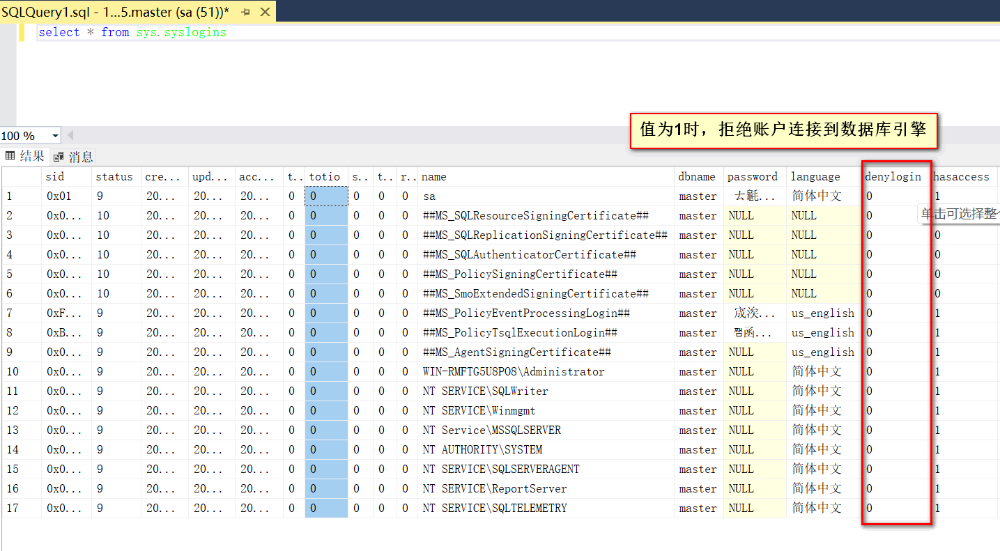 SQLQuery1.sql - 1...5.master (sa (51))*
select * from sys.syslogins
值为1时，拒绝账户连接到数据库引擎
100 %
结果 消息
sid status cre... upd... acc... t.. totio s.. t.. r.. name dbname password language denylogin hasaccess
1 0x01 9 20... 20... 20... 0 0 0 0 0 sa master 简体中文 0 1
单击可选择整个
2 0x0... 10 20... 20... 20... 0 0 0 0 0 ##MS_SQLResourceSigningCertificate## master NULL NULL 0
3 0x0... 10 20... 20... 20... 0 0 0 0 0 ##MS_SQLReplicationSigningCertificate## master NULL NULL 0 0
4 0x0... 10 20... 20... 20... 0 0 0 0 0 ##MS_SQLAuthenticatorCertificate## master NULL NULL 0 0
5 0x0... 10 20... 20... 20... 0 0 0 0 0 ##MS_PolicySigningCertificate## master NULL NULL 0 0
6 0x0... 10 20... 20... 20... 0 0 0 0 0 ##MS_SmoExtendedSigningCertificate## master NULL NULL 0 0
7 0xF... 9 20... 20... 20... 0 0 0 0 0 ##MS_PolicyEventProcessingLogin## master 宬涘... us_english 0 1
8 0xB... 9 20... 20... 20... 0 0 0 0 0 ##MS_PolicyTsqlExecutionLogin## master 쨉函... us_english 0 1
9 0x0... 9 20... 20... 20... 0 0 0 0 0 ##MS_AgentSigningCertificate## master NULL us_english 0 1
10 0x0... 9 20... 20... 20... 0 0 0 0 0 WIN-RMFTG5U8PO8\Administrator master NULL 简体中文 0 1
11 0x0... 9 20... 20... 20... 0 0 0 0 0 NT SERVICE\SQLWriter master NULL 简体中文 0 1
12 0x0... 9 20... 20... 20... 0 0 0 0 0 NT SERVICE\Winmgmt master NULL 简体中文 0 1
13 0x0... 9 20... 20... 20... 0 0 0 0 0 NT Service\MSSQLSERVER master NULL 简体中文 0 1
14 0x0... 9 20... 20... 20... 0 0 0 0 0 NT AUTHORITY\SYSTEM master NULL 简体中文 0 1
15 0x0... 9 20... 20... 20... 0 0 0 0 0 NT SERVICE\SQLSERVERAGENT master NULL 简体中文 0 1
16 0x0... 9 20... 20... 20... 0 0 0 0 0 NT SERVICE\ReportServer master NULL 简体中文 0 1
17 0x0... 9 20... 20... 20... 0 0 0 0 0 NT SERVICE\SQLTELEMETRY master NULL 简体中文 0 1